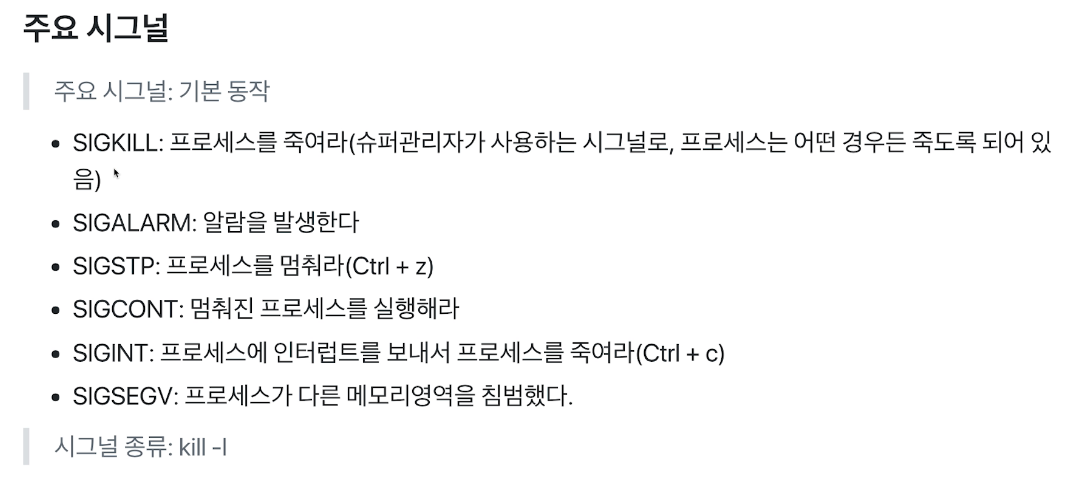 주요 시그널
주요 시그널: 기본 동작
• SIGKILL: 프로세스를 죽여라(슈퍼관리자가 사용하는 시그널로, 프로세스는 어떤 경우든 죽도록 되어 있
음)
• SIGALARM: 알람을 발생한다
• SIGSTP: 프로세스를 멈춰라(Ctrl + z)
• SIGCONT: 멈춰진 프로세스를 실행해라
• SIGINT: 프로세스에 인터럽트를 보내서 프로세스를 죽여라(Ctrl + c)
• SIGSEGV: 프로세스가 다른 메모리영역을 침범했다.
시그널 종류: kill -l